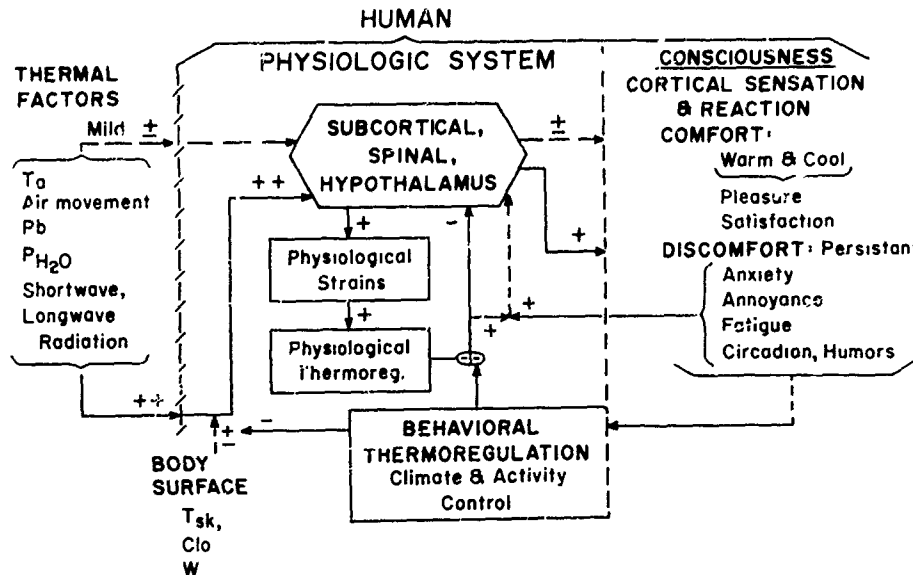 HUMAN
PHYSIOLOGIC SYSTEM
THERMAL
FACTORS
Mild ±
Ta
Air movement
Pb
PH2O
Shortwave,
Longwave
Radiation
++
++
SUBCORTICAL,
SPINAL,
HYPOTHALAMUS
±
+
+
-
Physiological
Strains
+
+
+
Physiological
Thermoreg.
-
±
BEHAVIORAL
THERMOREGULATION
Climate & Activity
Control
BODY
SURFACE
Tsk,
Clo
W
CONSCIOUSNESS
CORTICAL SENSATION
& REACTION
COMFORT:
Warm & Cool
Pleasure
Satisfaction
DISCOMFORT: Persistant
Anxiety
Annoyance
Fatigue
Circadian, Humors